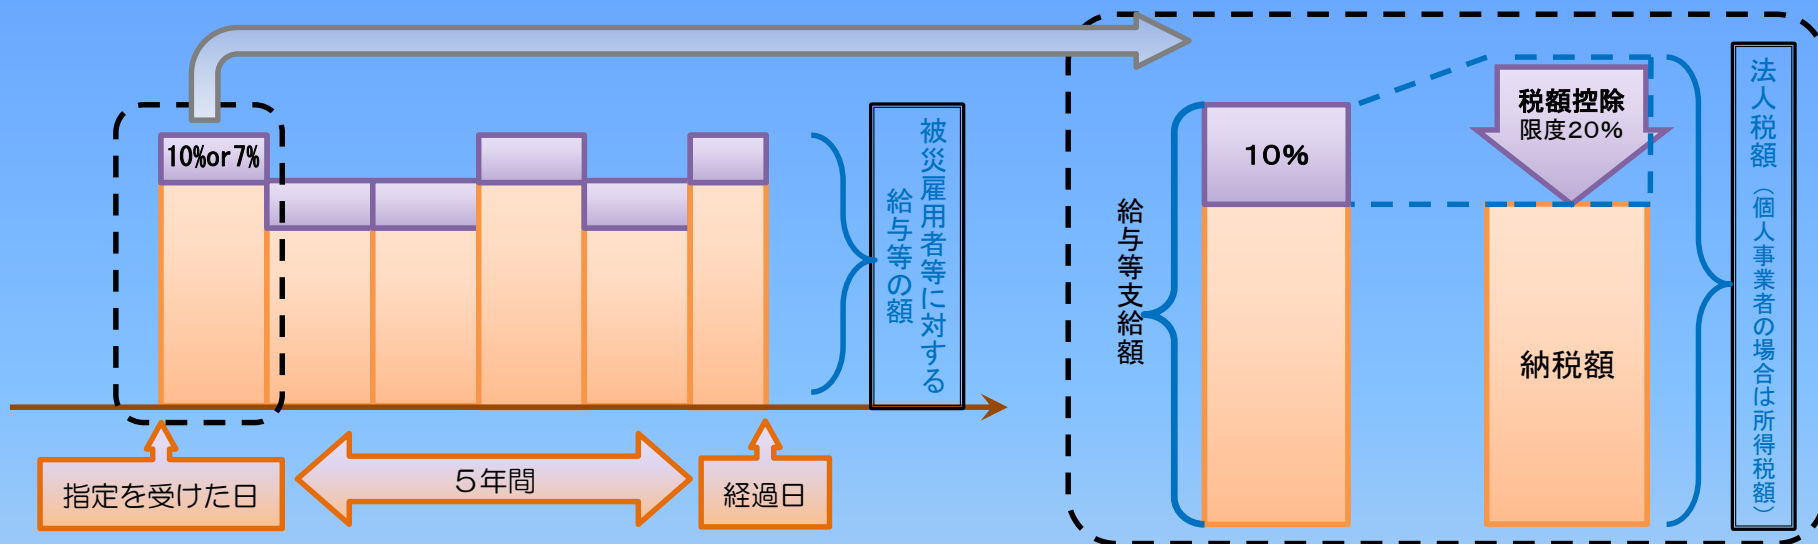 10%or 7%
被災雇用者等に対する
給与等の額
指定を受けた日
５年間
経過日
給与等支給額
10%
税額控除
限度20%
納税額
法人税額（個人事業者の場合は所得税額）